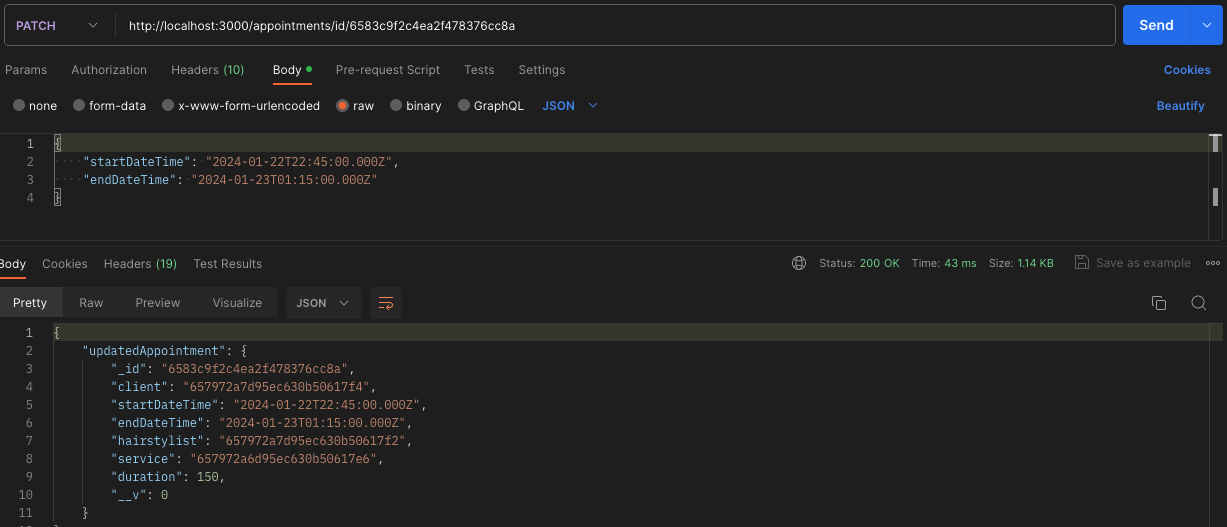 PATCH http://localhost:3000/appointments/id/6583c9f2c4ea2f478376cc8a Send
Params Authorization Headers (10) Body Pre-request Script Tests Settings Cookies
none form-data x-www-form-urlencoded raw binary GraphQL JSON Beautify
1 {
2 "startDateTime": "2024-01-22T22:45:00.000Z",
3 "endDateTime": "2024-01-23T01:15:00.000Z"
4 }
Body Cookies Headers (19) Test Results Status: 200 OK Time: 43 ms Size: 1.14 KB Save as example
Pretty Raw Preview Visualize JSON
1 {
2 "updatedAppointment": {
3 "_id": "6583c9f2c4ea2f478376cc8a",
4 "client": "657972a7d95ec630b50617f4",
5 "startDateTime": "2024-01-22T22:45:00.000Z",
6 "endDateTime": "2024-01-23T01:15:00.000Z",
7 "hairstylist": "657972a7d95ec630b50617f2",
8 "service": "657972a6d95ec630b50617e6",
9 "duration": 150,
10 "__v": 0
11 }